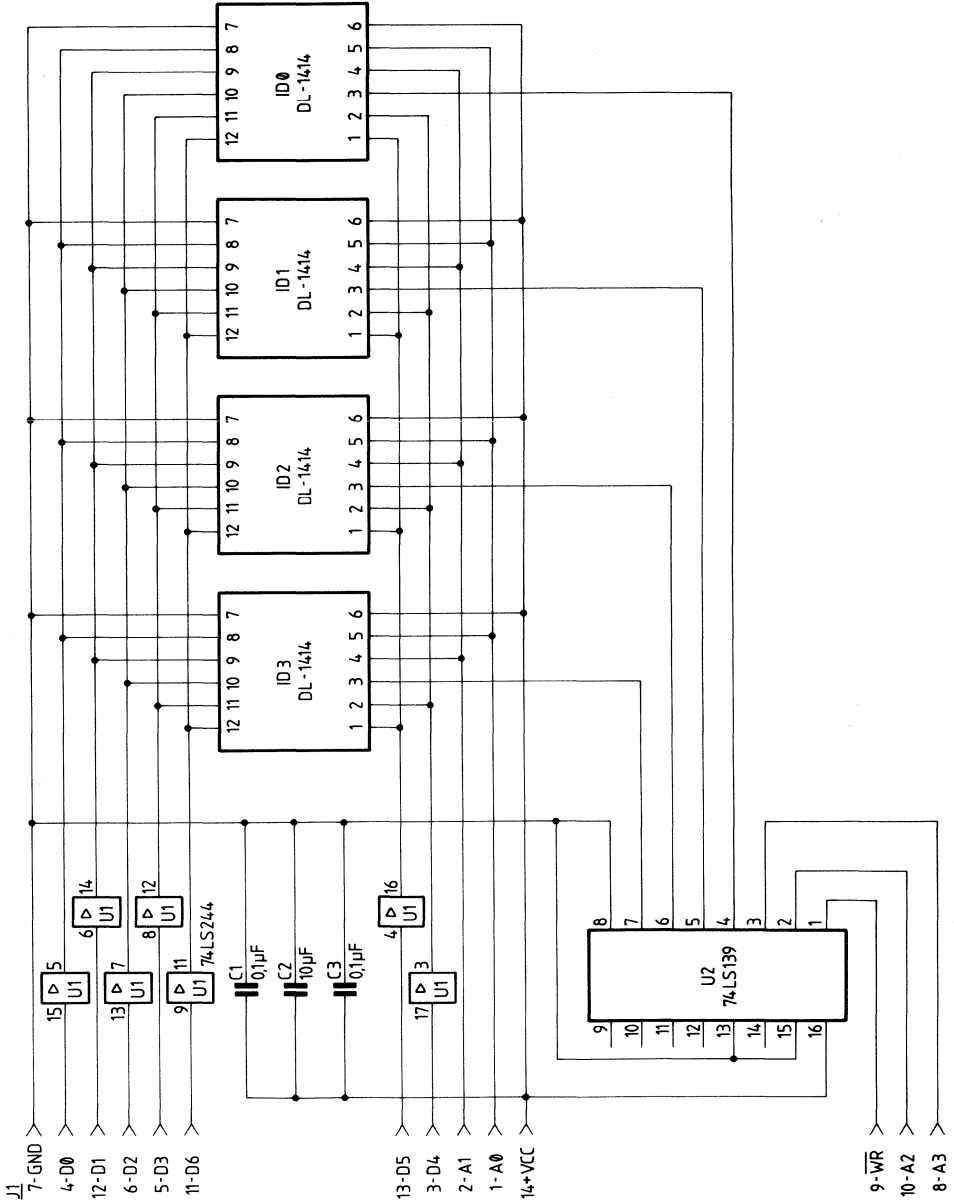 7 8 9 10 11 12
ID0
DL-1414
6 5 4 3 2 1
7 8 9 10 11 12
ID1
DL-1414
6 5 4 3 2 1
7 8 9 10 11 12
ID2
DL-1414
6 5 4 3 2 1
7 8 9 10 11 12
ID3
DL-1414
6 5 4 3 2 1
15 U1 5
6 U1 14
13 U1 7
8 U1 12
9 U1 11
74LS244
C1
0,1µF
C2
10µF
C3
0,1µF
4 U1 16
17 U1 3
8 7 6 5 4 3 2 1
U2
74LS139
9 10 11 12 13 14 15 16
J1
7-GND
4-D0
12-D1
6-D2
5-D3
11-D6
13-D5
3-D4
2-A1
1-A0
14+VCC
9-W̅R̅
10-A2
8-A3